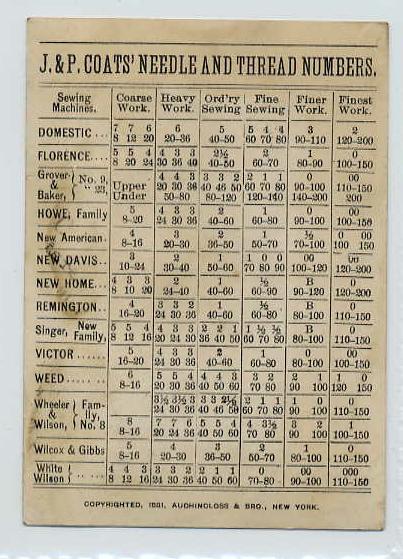 J. & P. COATS' NEEDLE AND THREAD NUMBERS.
Sewing Machines. Coarse Work. Heavy Work. Ord'ry Sewing Fine Sewing Finer Work. Finest Work.
7 7 6 6 5 5 4 4 3 2
DOMESTIC ... 8 12 20 20–36 40–50 60 70 80 90–110 120–200
5 5 4 4 3 3 2½ 2 1 0
FLORENCE .... 8 20 24 30 36 40 40–50 60–70 80–90 100–150
Grover & Baker, { No. 9, 4 4 3 3 3 2 2 1 1 0 00
" 23, Upper 20 30 36 40 46 50 60 70 80 90–100 110–150
Under 50–80 80–120 120–140 140–200 200
5 4 3 3 2 1 0 00
HOWE, Family 8–20 24 30 36 40–60 60–80 90–100 100–150
4 3 2 1 ½ 0 00
New American. 8–16 20–30 36–50 50–70 70–100 100 150
3 2 1 1 0 0 00 00
NEW DAVIS.. 10–24 30–40 50–60 70 80 90 100–120 120–200
4 3 3 2 1 ½ B 0
NEW HOME... 8 10 20 24–40 40–60 60–90 90–120 120–200
4 3 3 2 1 ½ B 0
REMINGTON.. 16–20 24 30 36 40–60 60–80 80–100 110–150
Singer, New Family, 5 5 4 4 3 3 2 2 1 1 ½ ½ B 0
8 12 16 20 24 30 36 40 50 60 70 80 80–100 110–150
5 4 3 3 2 1 0 00
VICTOR ...... 16–20 24 30 36 40–60 60–80 80–100 100–150
6 5 5 4 4 4 3 2 2 2 1 1 0
WEED ..... 8–16 20 30 36 40 50 60 70 80 90 100 120 150
Wheeler & Wilson, { Family, 3½ 3½ 3 3 3 2½ 2 1 1 1 0 0
24 30 36 40 46 50 60 70 80 90 100 110–150
No. 8 8 7 7 6 5 5 4 4 3½ 3 2 1
8–16 20 24 36 40 50 60 70 80 90 100 100–150
5 4 3 2 1 0
Wilcox & Gibbs 8–16 20–30 36–50 50–70 80–100 110–150
White 4 4 3 3 3 2 2 1 1 0 00 000
Wilson .. 8 12 16 24 30 36 40 50 60 70–80 90–100 110–150
COPYRIGHTED, 1881, AUCHINCLOSS & BRO., NEW YORK.